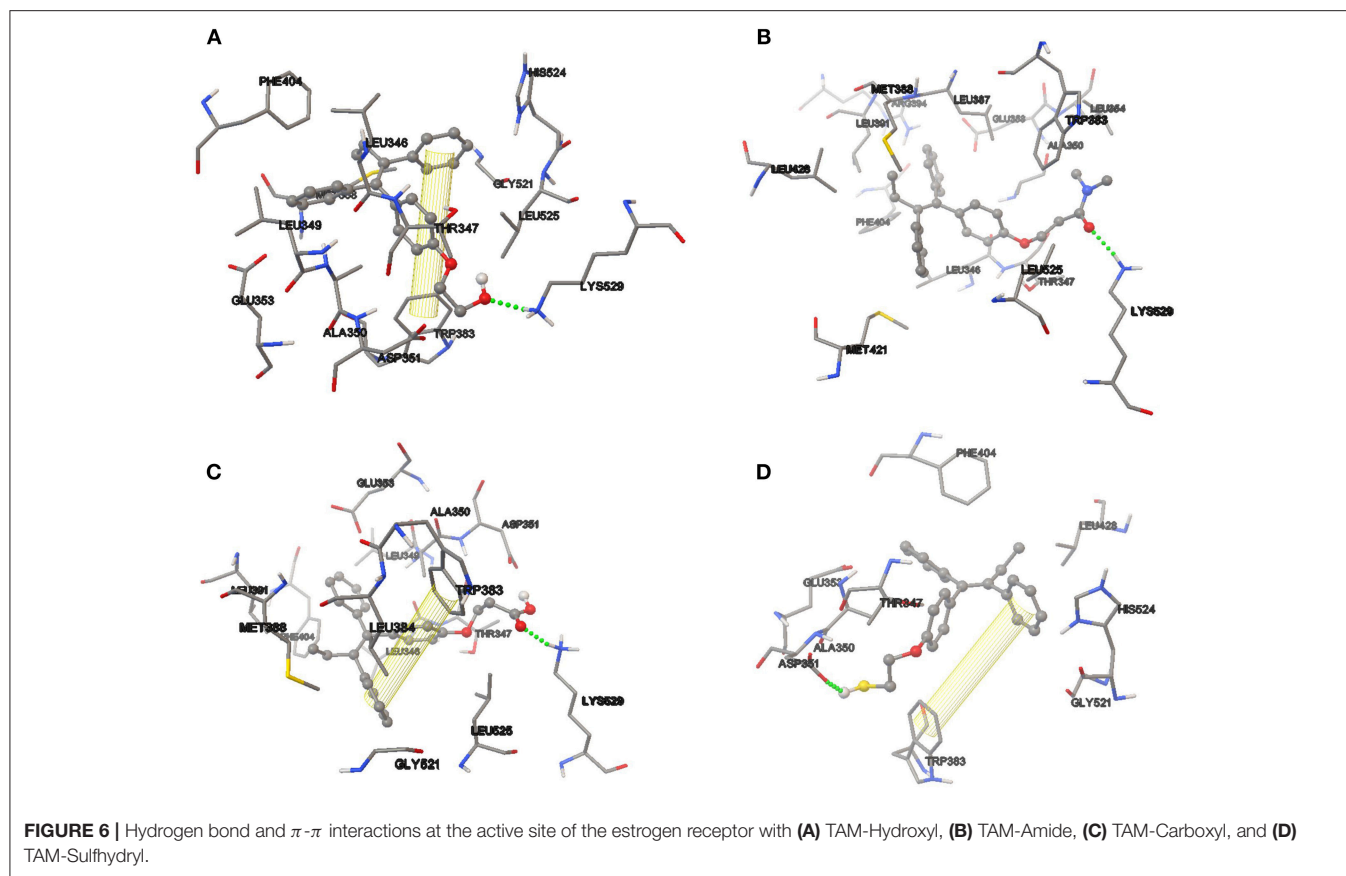 A
PHE404
HIS524
LEU346
GLY521
LEU349
THR347
LEU525
GLU353
LYS529
ALA350
TRP383
ASP351
B
MET388
LEU387
ARG394
LEU354
GLU353
TRP383
LEU391
ALA350
LEU428
PHE404
LEU346
LEU525
THR347
LYS529
MET421
C
GLU353
ALA350
ASP351
LEU349
TRP383
LEU391
MET388
LEU384
PHE404
THR347
LEU346
LYS529
LEU525
GLY521
D
PHE404
LEU428
GLU353
THR347
HIS524
ALA350
ASP351
GLY521
TRP383
FIGURE 6 | Hydrogen bond and π-π interactions at the active site of the estrogen receptor with (A) TAM-Hydroxyl, (B) TAM-Amide, (C) TAM-Carboxyl, and (D)
TAM-Sulfhydryl.